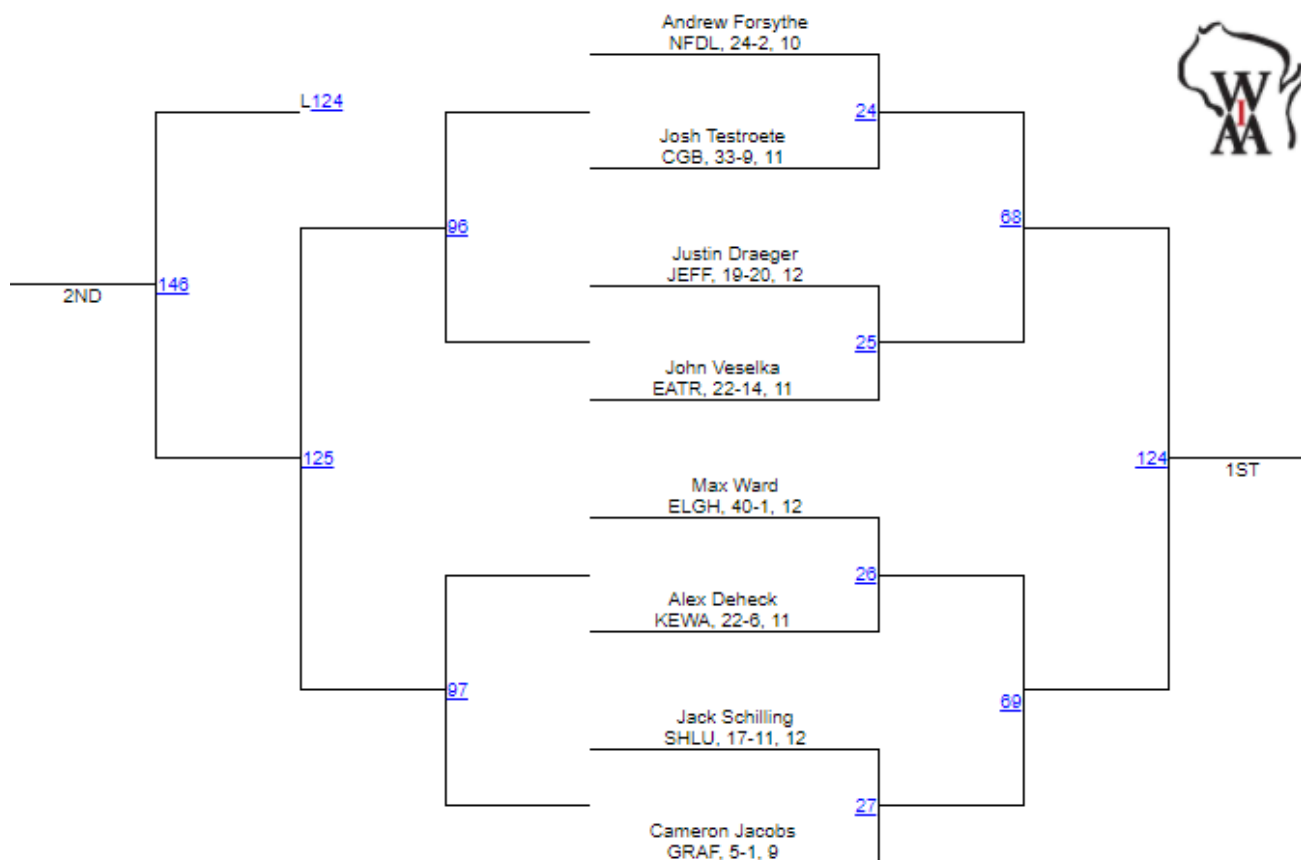 Andrew Forsythe
NFDL, 24-2, 10
L124
24
Josh Testroete
CGB, 33-9, 11
WIAA
96
68
Justin Draeger
JEFF, 19-20, 12
146
2ND
25
John Veselka
EATR, 22-14, 11
125
124
1ST
Max Ward
ELGH, 40-1, 12
26
Alex Deheck
KEWA, 22-6, 11
97
69
Jack Schilling
SHLU, 17-11, 12
27
Cameron Jacobs
GRAF, 5-1, 9